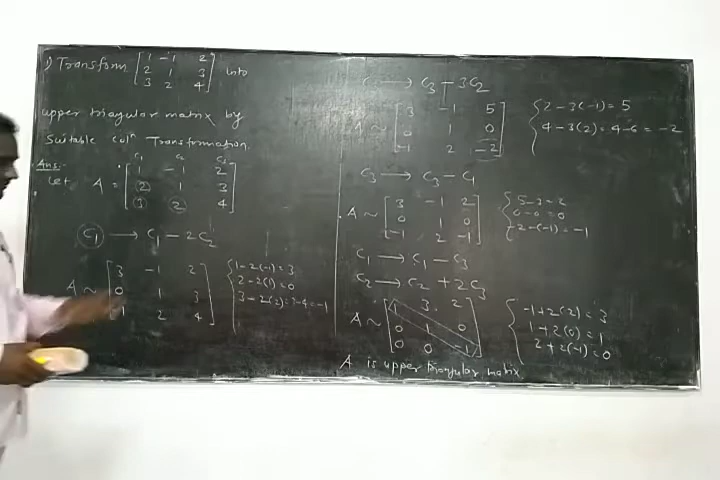 1) Transform [1 -1 2
2 1 3
3 2 4] into
upper triangular matrix by
suitable colⁿ Transformation.
Ans:-
C₁ C₂ C₃
Let A = [1 -1 2
2 1 3
3 2 4]
C₁ → C₁ - 2C₂
A ~ [3 -1 2
0 1 3
-1 2 4]
{1-2(-1)=3
2-2(1)=0
3-2(2)=3-4=-1
→ C₃ - 3C₂
A ~ [3 -1 5
0 1 0
-1 2 -2]
{2-3(-1)=5
4-3(2)=4-6=-2
C₃ → C₃ - C₁
A ~ [3 -1 2
0 1 0
-1 2 -1]
{5-3=2
0-0=0
-2-(-1)=-1
C₁ → C₁ - C₃
C₂ → C₂ + 2C₃
A ~ [1 3 2
0 1 0
0 0 -1]
{-1+2(2)=3
1+2(0)=1
2+2(-1)=0
A is upper triangular matrix